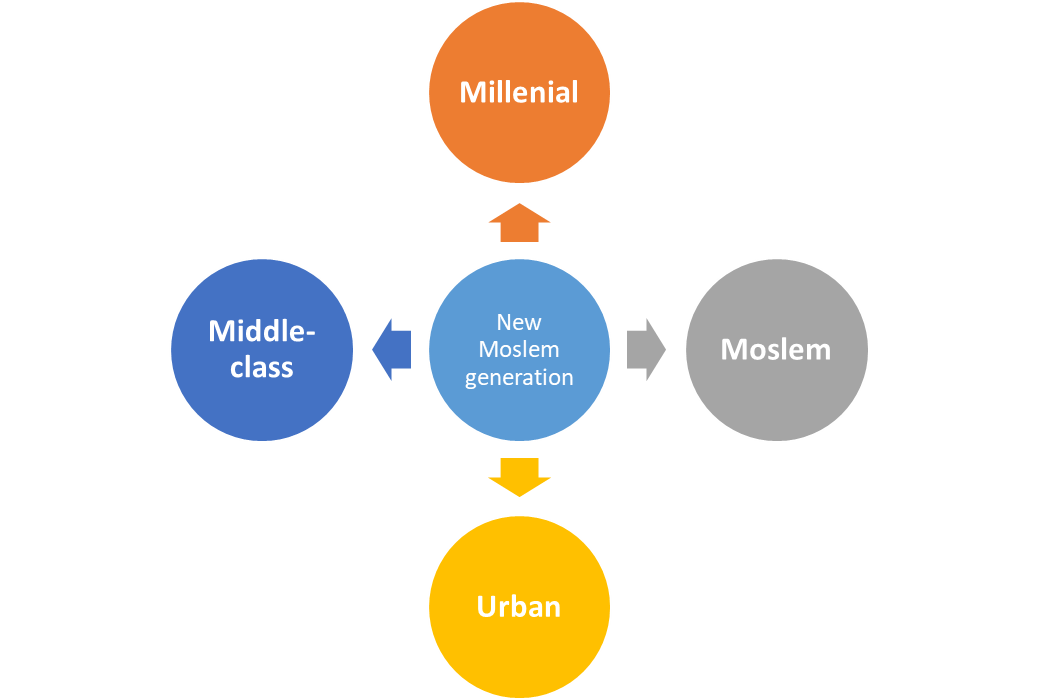 Millenial
Middle-
class
New
Moslem
generation
Moslem
Urban